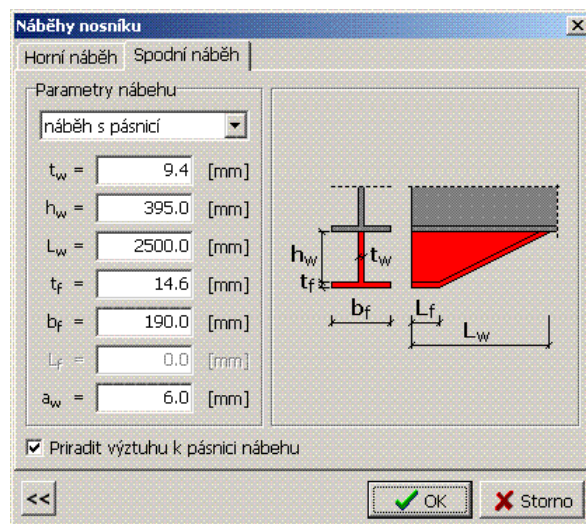 Náběhy nosníku
Horní náběh Spodní náběh
Parametry nábehu
náběh s pásnicí
tw = 9.4 [mm]
hw = 395.0 [mm]
Lw = 2500.0 [mm]
tf = 14.6 [mm]
bf = 190.0 [mm]
Lf = 0.0 [mm]
aw = 6.0 [mm]
hw tw
tf
bf Lf
Lw
Priradit výztuhu k pásnici nábehu
<< OK Storno